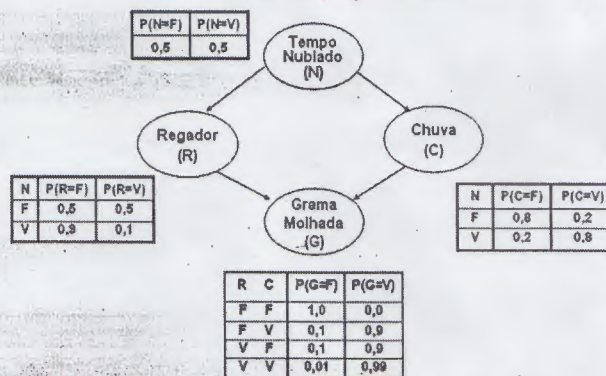 P(N=F) P(N=V)
0,5 0,5
Tempo
Nublado
(N)
Regador
(R)
Chuva
(C)
N P(R=F) P(R=V)
F 0,5 0,5
V 0,9 0,1
Grama
Molhada
(G)
N P(C=F) P(C=V)
F 0,8 0,2
V 0,2 0,8
R C P(G=F) P(G=V)
F F 1,0 0,0
F V 0,1 0,9
V F 0,1 0,9
V V 0,01 0,99